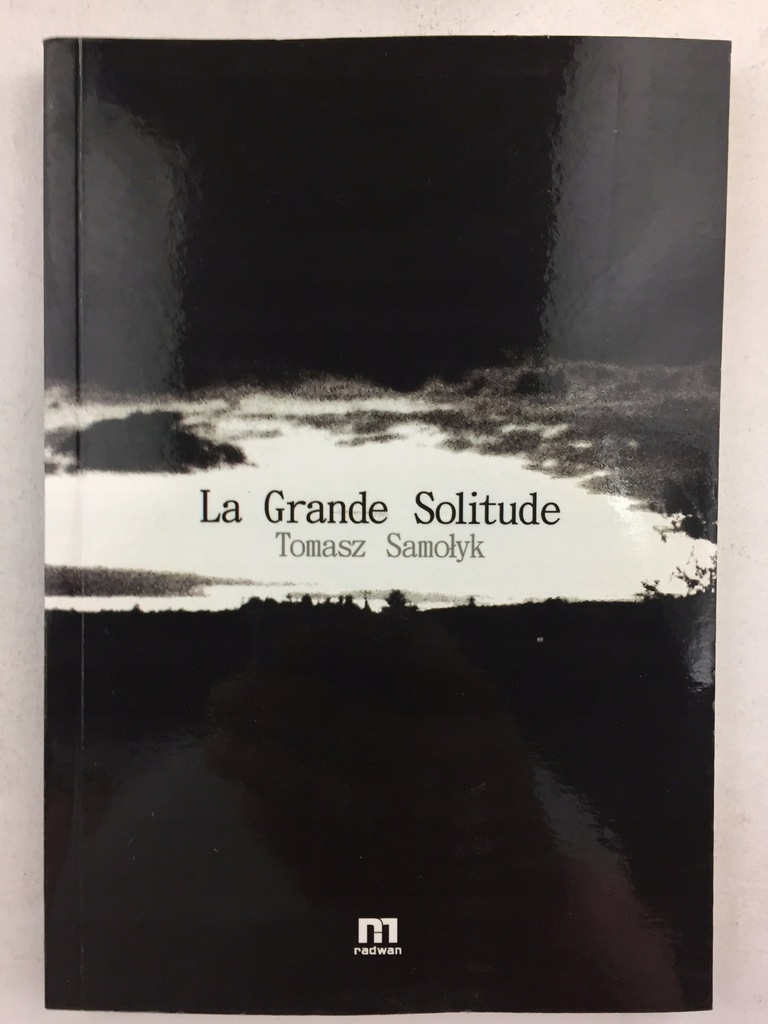 La Grande Solitude
Tomasz Samołyk
radwan